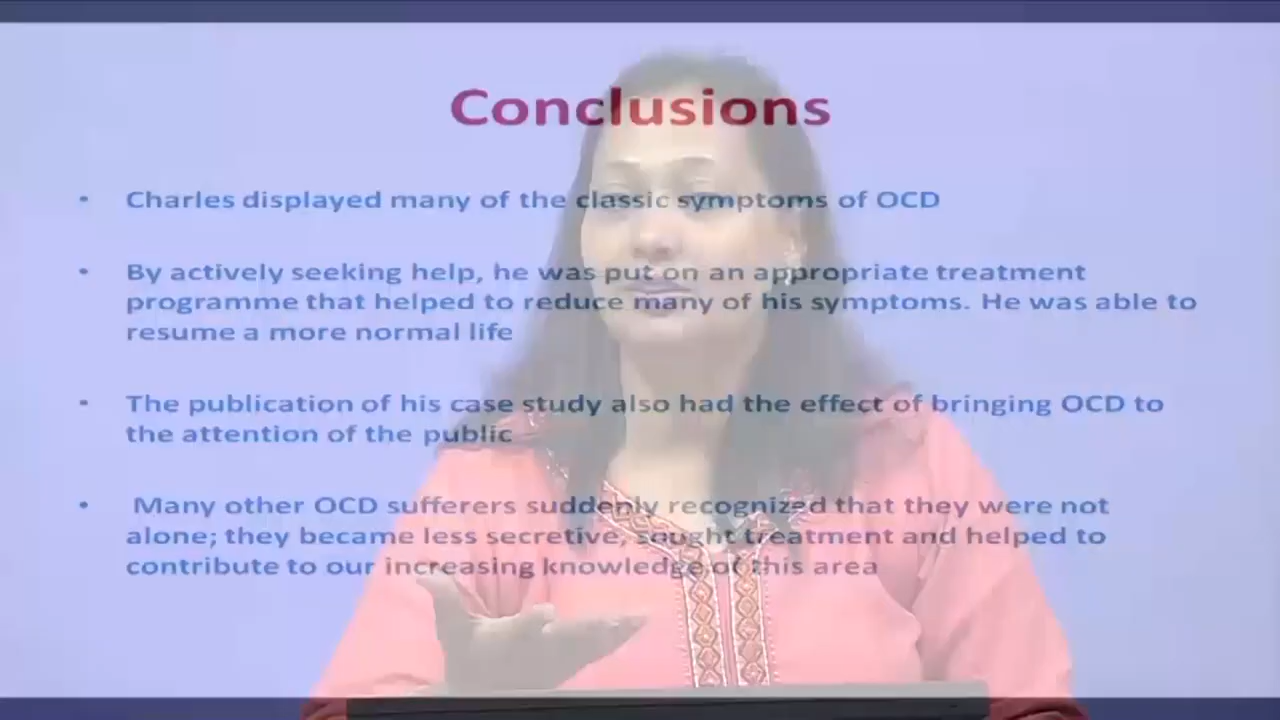 Conclusions
• Charles displayed many of the classic symptoms of OCD
• By actively seeking help, he was put on an appropriate treatment
programme that helped to reduce many of his symptoms. He was able to
resume a more normal life
• The publication of his case study also had the effect of bringing OCD to
the attention of the public
• Many other OCD sufferers suddenly recognized that they were not
alone; they became less secretive, sought treatment and helped to
contribute to our increasing knowledge of this area